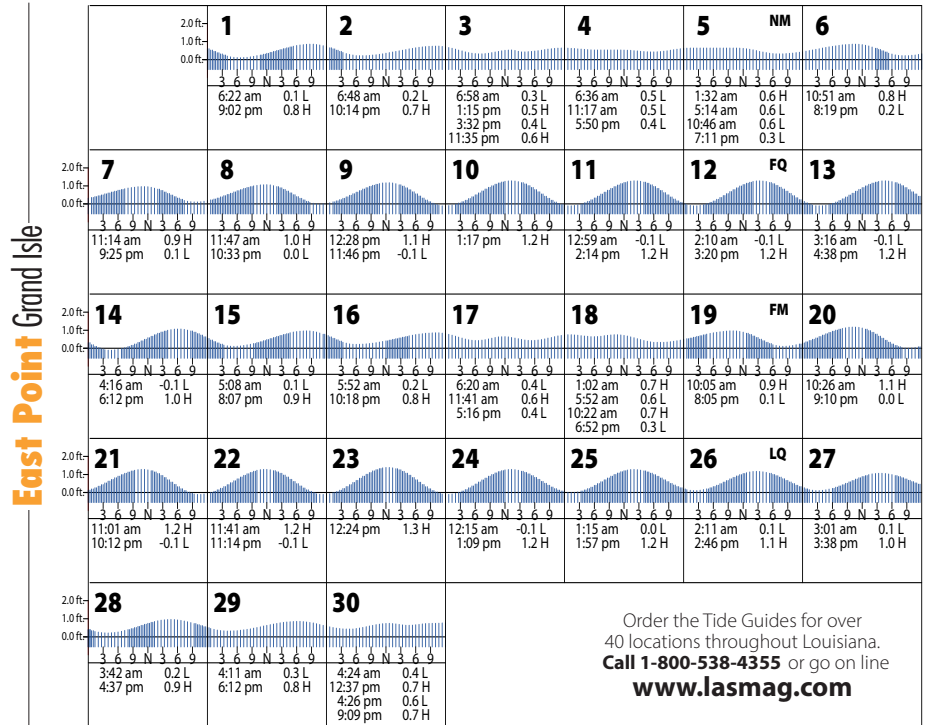 East Point Grand Isle
2.0 ft.
1.0 ft.
0.0 ft.
1 2 3 4 5 NM 6
3 6 9 N 3 6 9 3 6 9 N 3 6 9 3 6 9 N 3 6 9 3 6 9 N 3 6 9 3 6 9 N 3 6 9 3 6 9 N 3 6 9
6:22 am 0.1 L 6:48 am 0.2 L 6:58 am 0.3 L 6:36 am 0.5 L 1:32 am 0.6 H 10:51 am 0.8 H
9:02 pm 0.8 H 10:14 pm 0.7 H 1:15 pm 0.5 H 11:17 am 0.5 L 5:14 am 0.6 L 8:19 pm 0.2 L
3:32 pm 0.4 L 5:50 pm 0.4 L 10:46 am 0.6 L
11:35 pm 0.6 H 7:11 pm 0.3 L
2.0 ft.
1.0 ft.
0.0 ft.
7 8 9 10 11 12 FQ 13
3 6 9 N 3 6 9 3 6 9 N 3 6 9 3 6 9 N 3 6 9 3 6 9 N 3 6 9 3 6 9 N 3 6 9 3 6 9 N 3 6 9 3 6 9 N 3 6 9
11:14 am 0.9 H 11:47 am 1.0 H 12:28 pm 1.1 H 1:17 pm 1.2 H 12:59 am -0.1 L 2:10 am -0.1 L 3:16 am -0.1 L
9:25 pm 0.1 L 10:33 pm 0.0 L 11:46 pm -0.1 L 2:14 pm 1.2 H 3:20 pm 1.2 H 4:38 pm 1.2 H
2.0 ft.
1.0 ft.
0.0 ft.
14 15 16 17 18 19 FM 20
3 6 9 N 3 6 9 3 6 9 N 3 6 9 3 6 9 N 3 6 9 3 6 9 N 3 6 9 3 6 9 N 3 6 9 3 6 9 N 3 6 9 3 6 9 N 3 6 9
4:16 am -0.1 L 5:08 am 0.1 L 5:52 am 0.2 L 6:20 am 0.4 L 1:02 am 0.7 H 10:05 am 0.9 H 10:26 am 1.1 H
6:12 pm 1.0 H 8:07 pm 0.9 H 10:18 pm 0.8 H 11:41 am 0.6 H 5:52 am 0.6 L 8:05 pm 0.1 L 9:10 pm 0.0 L
5:16 pm 0.4 L 10:22 am 0.7 H
6:52 pm 0.3 L
2.0 ft.
1.0 ft.
0.0 ft.
21 22 23 24 25 26 LQ 27
3 6 9 N 3 6 9 3 6 9 N 3 6 9 3 6 9 N 3 6 9 3 6 9 N 3 6 9 3 6 9 N 3 6 9 3 6 9 N 3 6 9 3 6 9 N 3 6 9
11:01 am 1.2 H 11:41 am 1.2 H 12:24 pm 1.3 H 12:15 am -0.1 L 1:15 am 0.0 L 2:11 am 0.1 L 3:01 am 0.1 L
10:12 pm -0.1 L 11:14 pm -0.1 L 1:09 pm 1.2 H 1:57 pm 1.2 H 2:46 pm 1.1 H 3:38 pm 1.0 H
2.0 ft.
1.0 ft.
0.0 ft.
28 29 30
3 6 9 N 3 6 9 3 6 9 N 3 6 9 3 6 9 N 3 6 9
3:42 am 0.2 L 4:11 am 0.3 L 4:24 am 0.4 L
4:37 pm 0.9 H 6:12 pm 0.8 H 12:37 pm 0.7 H
4:26 pm 0.6 L
9:09 pm 0.7 H
Order the Tide Guides for over
40 locations throughout Louisiana.
Call 1-800-538-4355 or go on line
www.lasmag.com